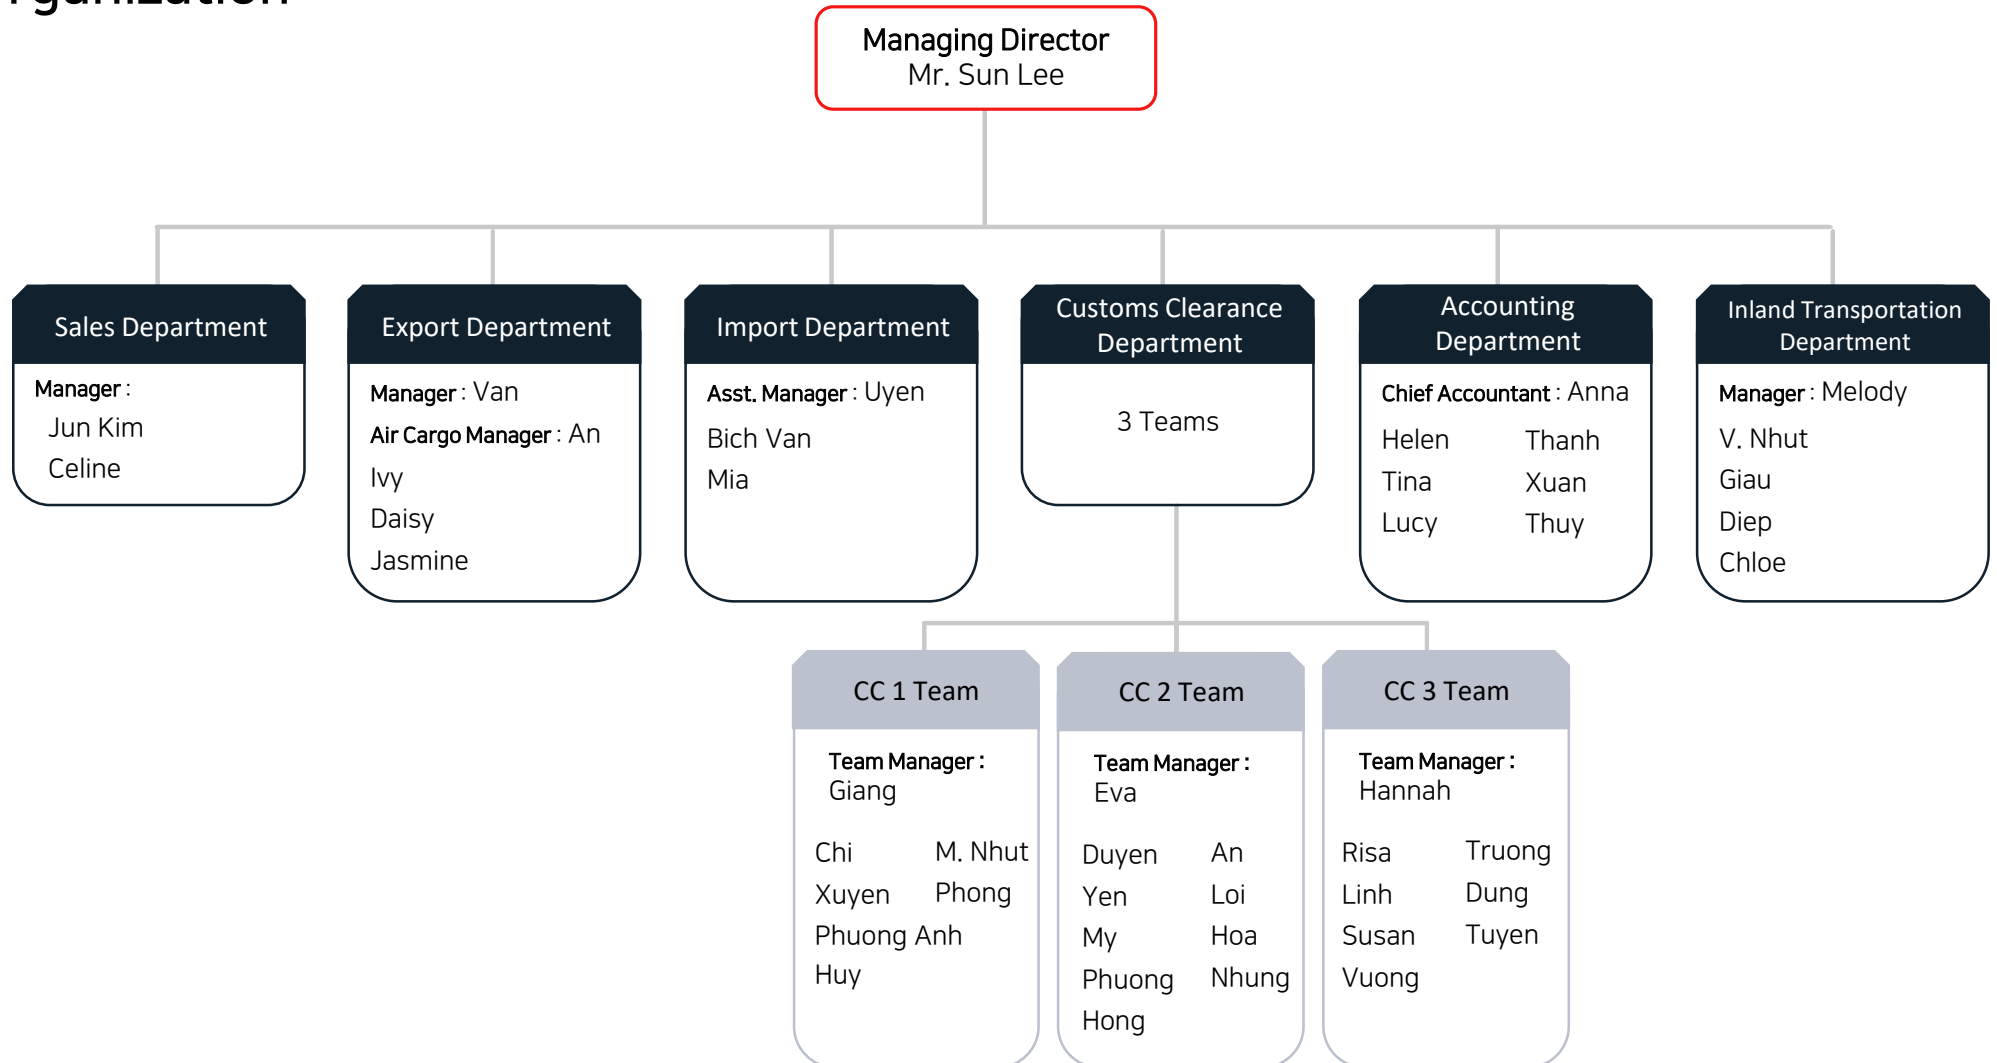 Managing Director
Mr. Sun Lee
Sales Department
Manager :
Jun Kim
Celine
Export Department
Manager : Van
Air Cargo Manager : An
Ivy
Daisy
Jasmine
Import Department
Asst. Manager : Uyen
Bich Van
Mia
Customs Clearance
Department
3 Teams
Accounting
Department
Chief Accountant : Anna
Helen Thanh
Tina Xuan
Lucy Thuy
Inland Transportation
Department
Manager : Melody
V. Nhut
Giau
Diep
Chloe
CC 1 Team
Team Manager :
Giang
Chi M. Nhut
Xuyen Phong
Phuong Anh
Huy
CC 2 Team
Team Manager :
Eva
Duyen An
Yen Loi
My Hoa
Phuong Nhung
Hong
CC 3 Team
Team Manager :
Hannah
Risa Truong
Linh Dung
Susan Tuyen
Vuong